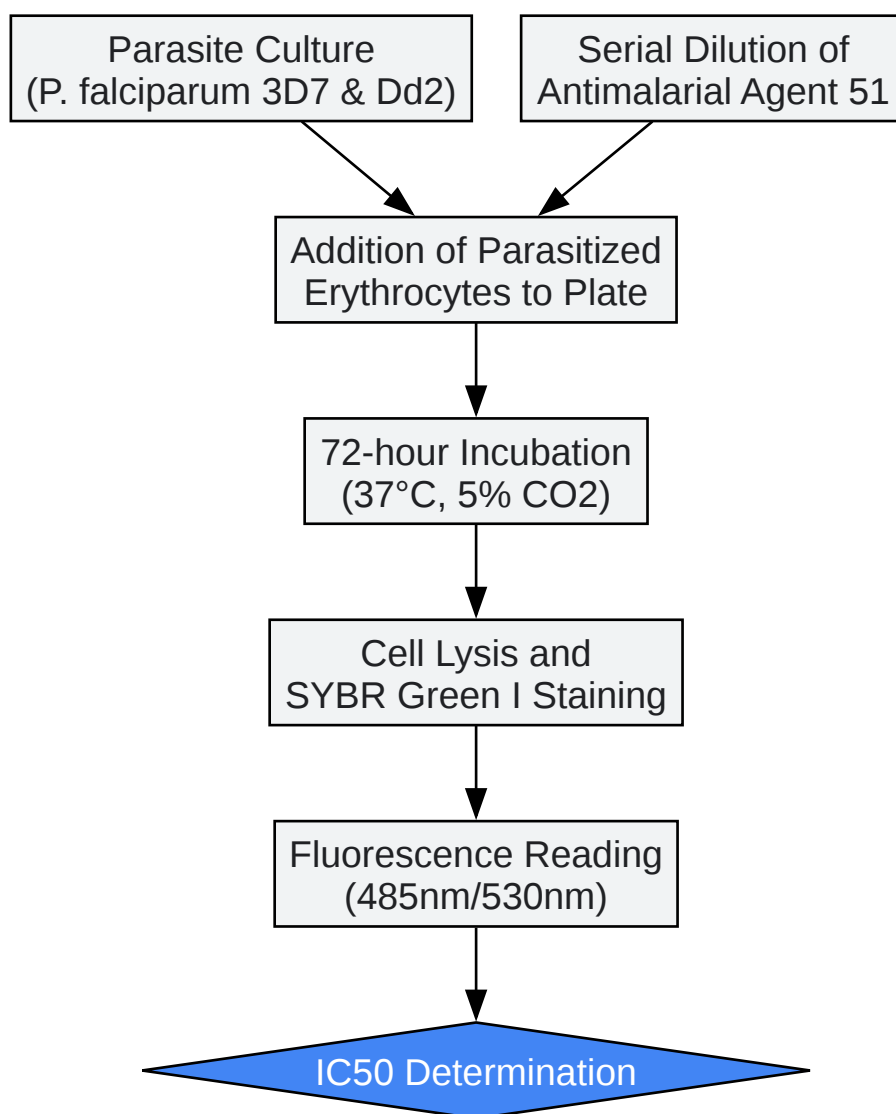 Parasite Culture
(P. falciparum 3D7 & Dd2)
Serial Dilution of
Antimalarial Agent 51
Addition of Parasitized
Erythrocytes to Plate
72-hour Incubation
(37°C, 5% CO2)
Cell Lysis and
SYBR Green I Staining
Fluorescence Reading
(485nm/530nm)
IC50 Determination